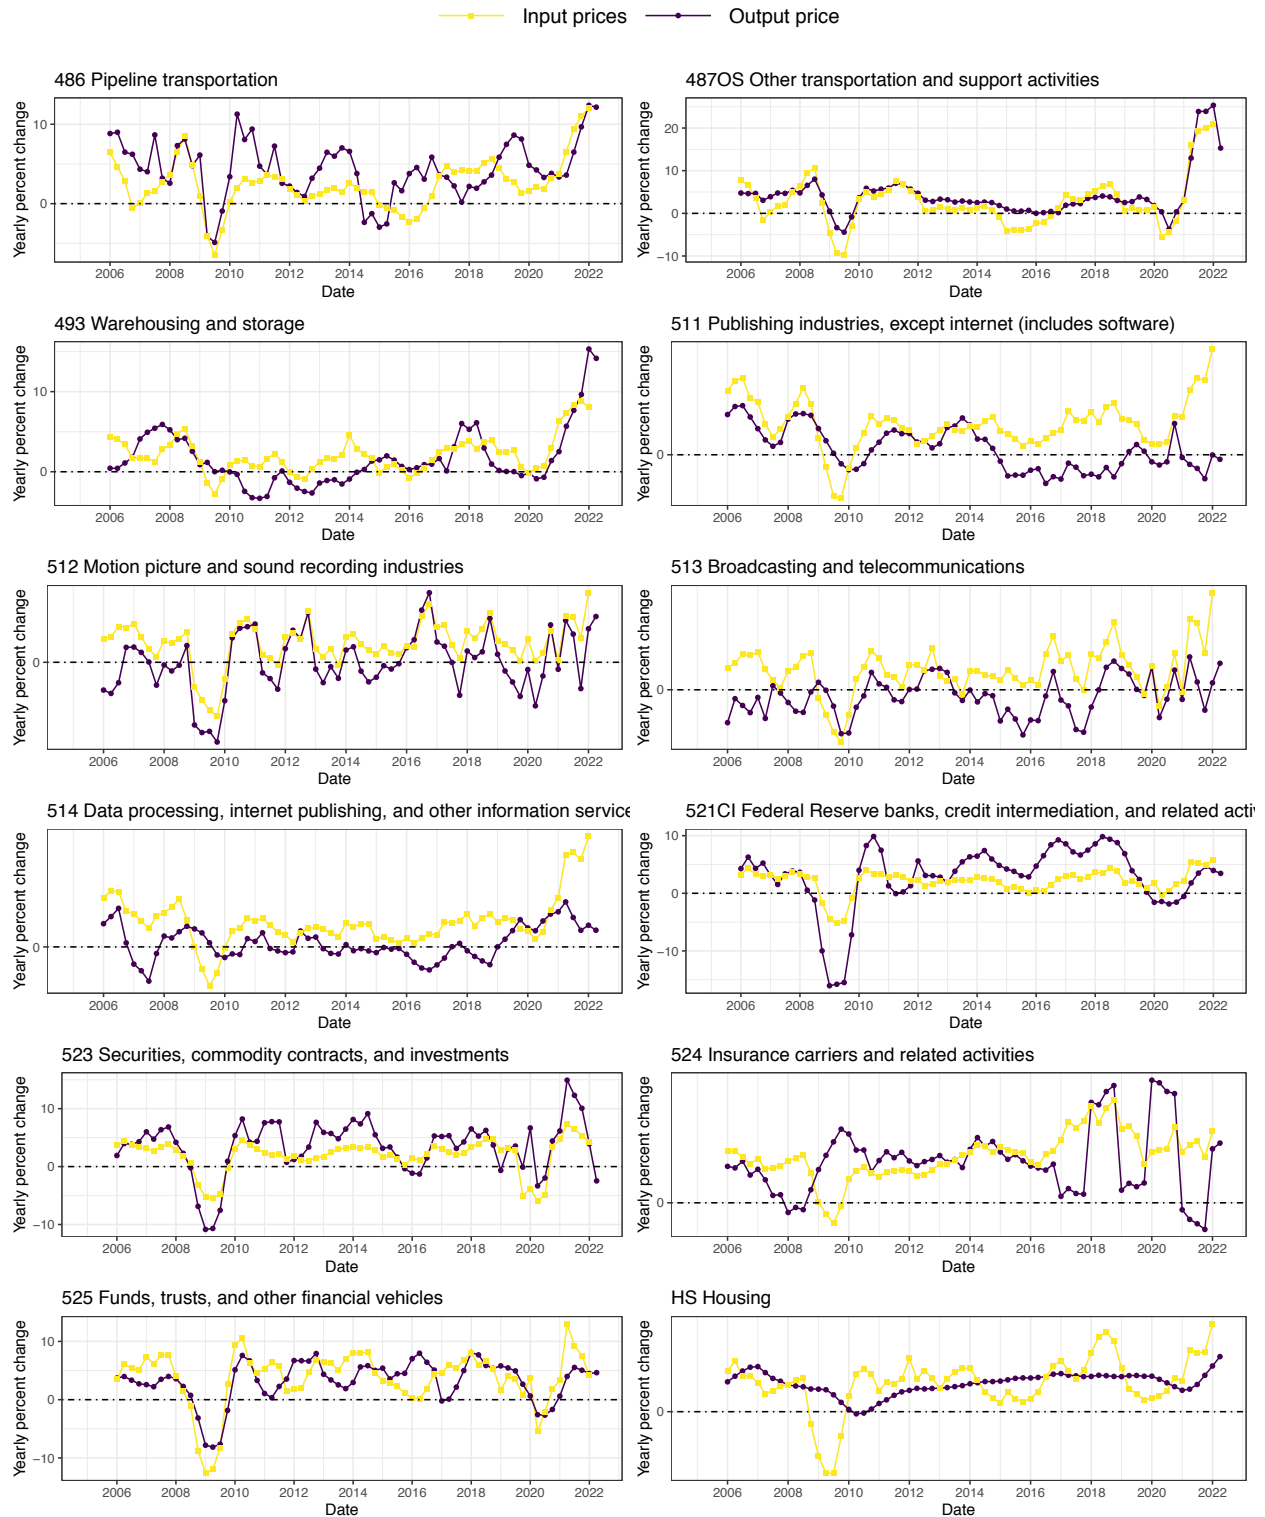 Input prices Output price
486 Pipeline transportation
Yearly percent change
10
0
2006 2008 2010 2012 2014 2016 2018 2020 2022
Date
487OS Other transportation and support activities
Yearly percent change
20
10
0
−10
2006 2008 2010 2012 2014 2016 2018 2020 2022
Date
493 Warehousing and storage
Yearly percent change
10
0
2006 2008 2010 2012 2014 2016 2018 2020 2022
Date
511 Publishing industries, except internet (includes software)
Yearly percent change
0
2006 2008 2010 2012 2014 2016 2018 2020 2022
Date
512 Motion picture and sound recording industries
Yearly percent change
0
2006 2008 2010 2012 2014 2016 2018 2020 2022
Date
513 Broadcasting and telecommunications
Yearly percent change
0
2006 2008 2010 2012 2014 2016 2018 2020 2022
Date
514 Data processing, internet publishing, and other information service
Yearly percent change
0
2006 2008 2010 2012 2014 2016 2018 2020 2022
Date
521CI Federal Reserve banks, credit intermediation, and related activ
Yearly percent change
10
0
−10
2006 2008 2010 2012 2014 2016 2018 2020 2022
Date
523 Securities, commodity contracts, and investments
Yearly percent change
10
0
−10
2006 2008 2010 2012 2014 2016 2018 2020 2022
Date
524 Insurance carriers and related activities
Yearly percent change
0
2006 2008 2010 2012 2014 2016 2018 2020 2022
Date
525 Funds, trusts, and other financial vehicles
Yearly percent change
10
0
−10
2006 2008 2010 2012 2014 2016 2018 2020 2022
Date
HS Housing
Yearly percent change
0
2006 2008 2010 2012 2014 2016 2018 2020 2022
Date